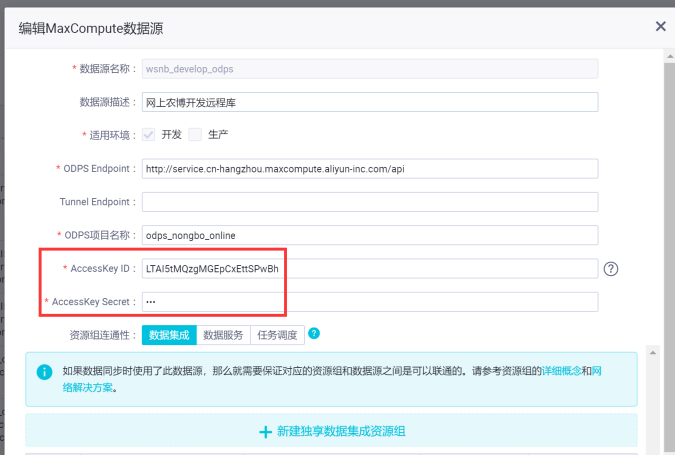 编辑MaxCompute数据源
* 数据源名称： wsnb_develop_odps
数据源描述： 网上农博开发远程库
* 适用环境： 开发 生产
* ODPS Endpoint： http://service.cn-hangzhou.maxcompute.aliyun-inc.com/api
Tunnel Endpoint：
* ODPS项目名称： odps_nongbo_online
* AccessKey ID： LTAI5tMQzgMGEpCxEttSPwBh
* AccessKey Secret： •••
资源组连通性： 数据集成 数据服务 任务调度
如果数据同步时使用了此数据源，那么就需要保证对应的资源组和数据源之间是可以联通的。请参考资源组的详细概念和网
络解决方案。
新建独享数据集成资源组